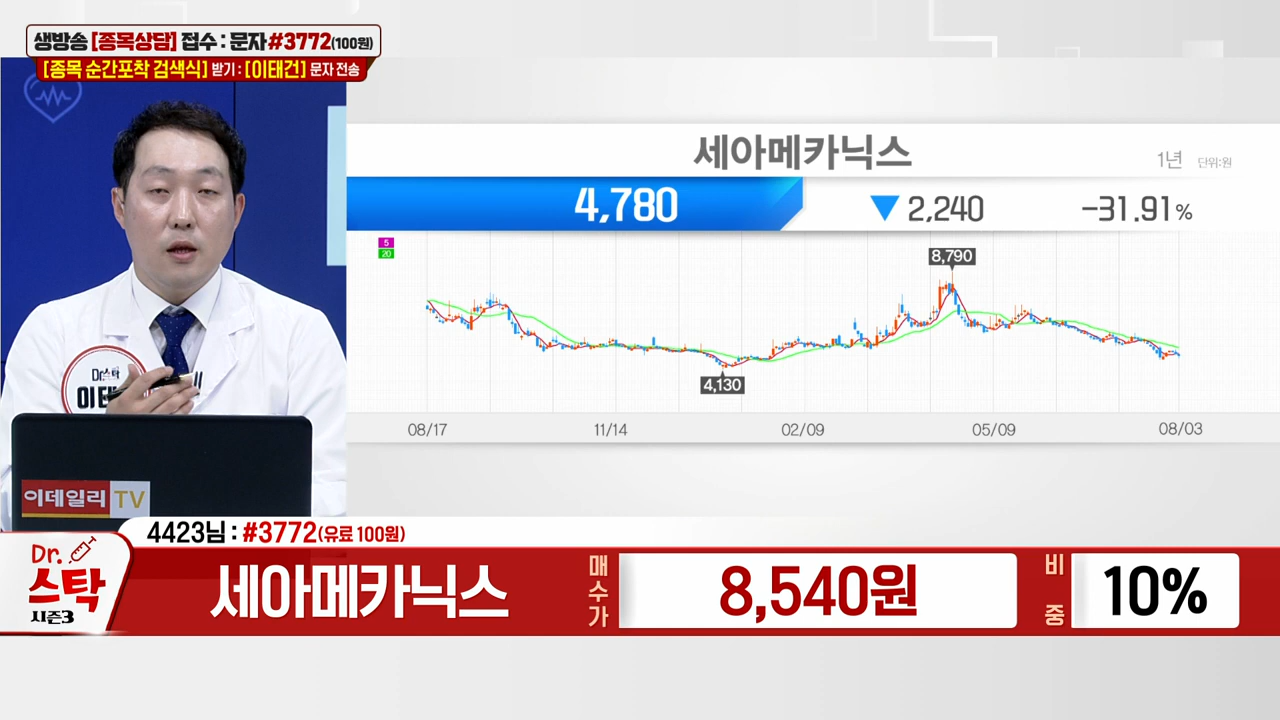 생방송 [종목상담] 접수 : 문자#3772(100원)
[종목 순간포착 검색식] 받기 : [이태건] 문자 전송
세아메카닉스
1년 단위:원
4,780 ▼ 2,240 -31.91%
5
20
8,790
4,130
08/17 11/14 02/09 05/09 08/03
Dr.스탁
이데일리 TV
4423님 : #3772(유료 100원)
Dr.
스탁
시즌3
세아메카닉스 매수가 8,540원 비중 10%